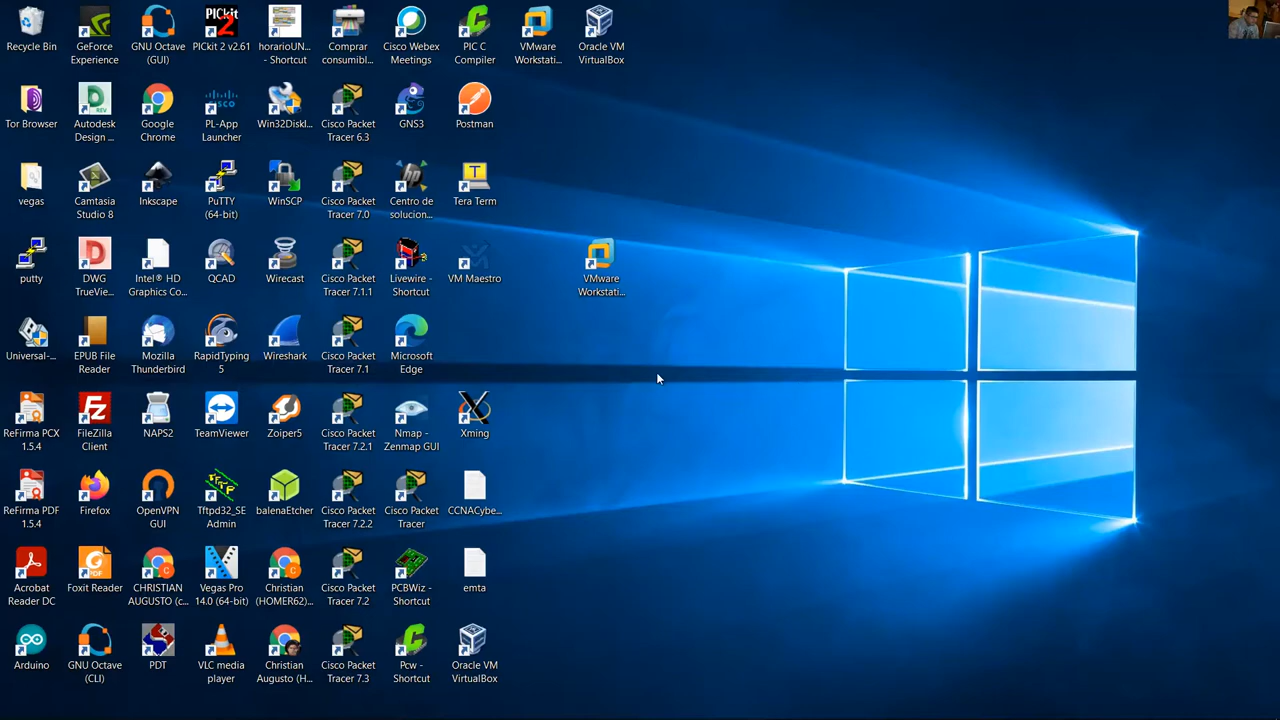 Recycle Bin
GeForce
Experience
GNU Octave
(GUI)
PICkit 2 v2.61
horarioUN...
- Shortcut
Comprar
consumibl...
Cisco Webex
Meetings
PIC C
Compiler
VMware
Workstati...
Oracle VM
VirtualBox
Tor Browser
Autodesk
Design ...
Google
Chrome
PL-App
Launcher
Win32DiskI...
Cisco Packet
Tracer 6.3
GNS3
Postman
vegas
Camtasia
Studio 8
Inkscape
PuTTY
(64-bit)
WinSCP
Cisco Packet
Tracer 7.0
Centro de
solucion...
Tera Term
putty
DWG
TrueVie...
Intel® HD
Graphics Co...
QCAD
Wirecast
Cisco Packet
Tracer 7.1.1
Livewire -
Shortcut
VM Maestro
VMware
Workstati...
Universal-...
EPUB File
Reader
Mozilla
Thunderbird
RapidTyping
5
Wireshark
Cisco Packet
Tracer 7.1
Microsoft
Edge
ReFirma PCX
1.5.4
FileZilla
Client
NAPS2
TeamViewer
Zoiper5
Cisco Packet
Tracer 7.2.1
Nmap -
Zenmap GUI
Xming
ReFirma PDF
1.5.4
Firefox
OpenVPN
GUI
Tftpd32_SE
Admin
balenaEtcher
Cisco Packet
Tracer 7.2.2
Cisco Packet
Tracer
CCNACybe...
Acrobat
Reader DC
Foxit Reader
CHRISTIAN
AUGUSTO (c...
Vegas Pro
14.0 (64-bit)
Christian
(HOMER62)...
Cisco Packet
Tracer 7.2
PCBWiz -
Shortcut
emta
Arduino
GNU Octave
(CLI)
PDT
VLC media
player
Christian
Augusto (H...
Cisco Packet
Tracer 7.3
Pcw -
Shortcut
Oracle VM
VirtualBox